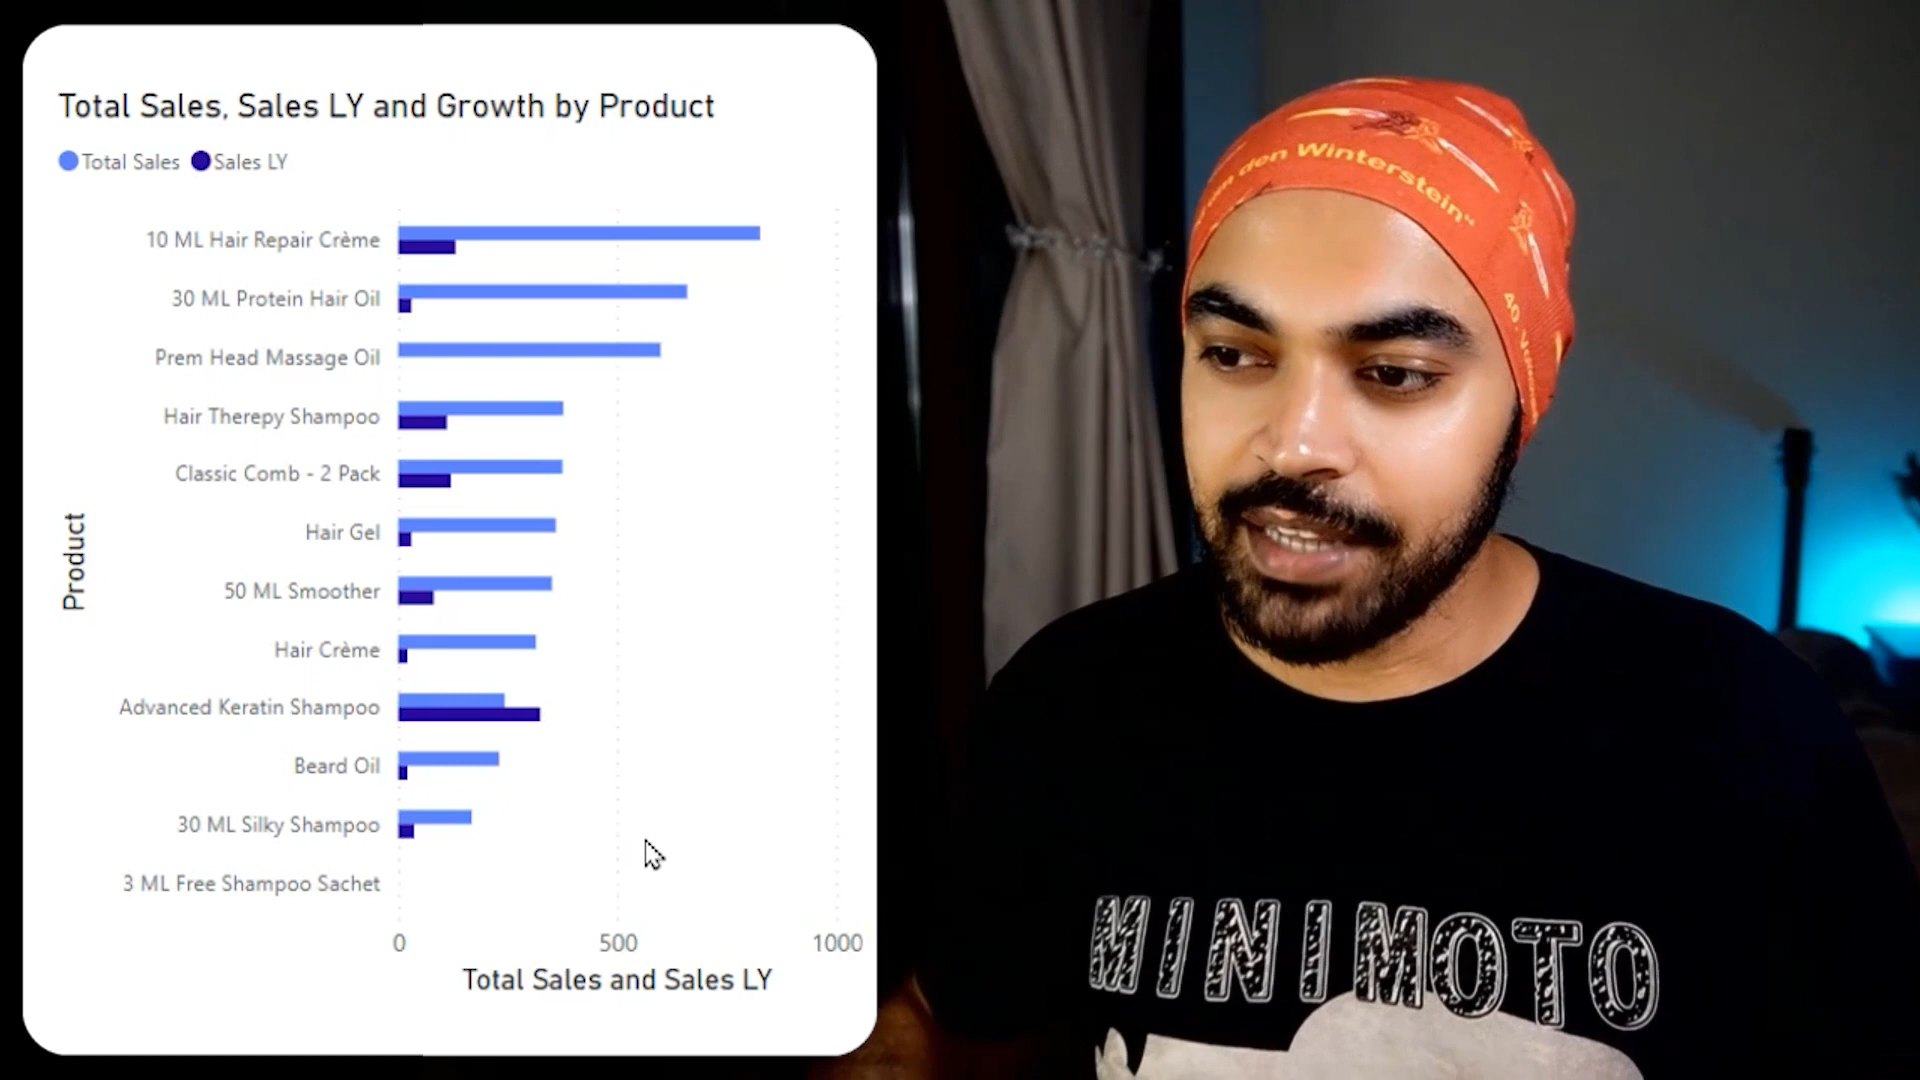 Total Sales, Sales LY and Growth by Product
Total Sales Sales LY
10 ML Hair Repair Crème
30 ML Protein Hair Oil
Prem Head Massage Oil
Hair Therepy Shampoo
Classic Comb - 2 Pack
Hair Gel
50 ML Smoother
Hair Crème
Advanced Keratin Shampoo
Beard Oil
30 ML Silky Shampoo
3 ML Free Shampoo Sachet
Product
0 500 1000
Total Sales and Sales LY
den Winterstein“
40.
MINIMOTO